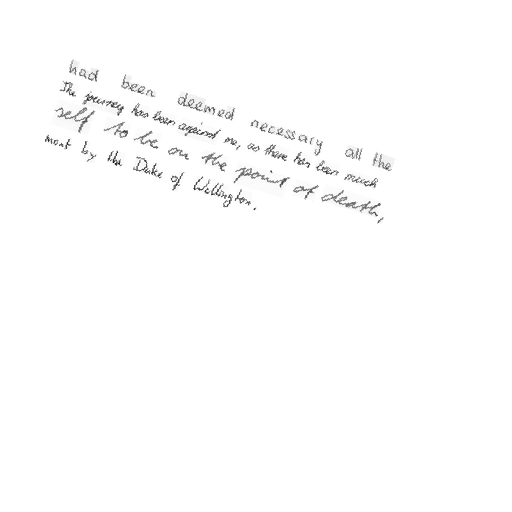 had been deemed necessary all the
The journey has been against me, as there has been much
self to be on the point of death,
ment by the Duke of Wellington.